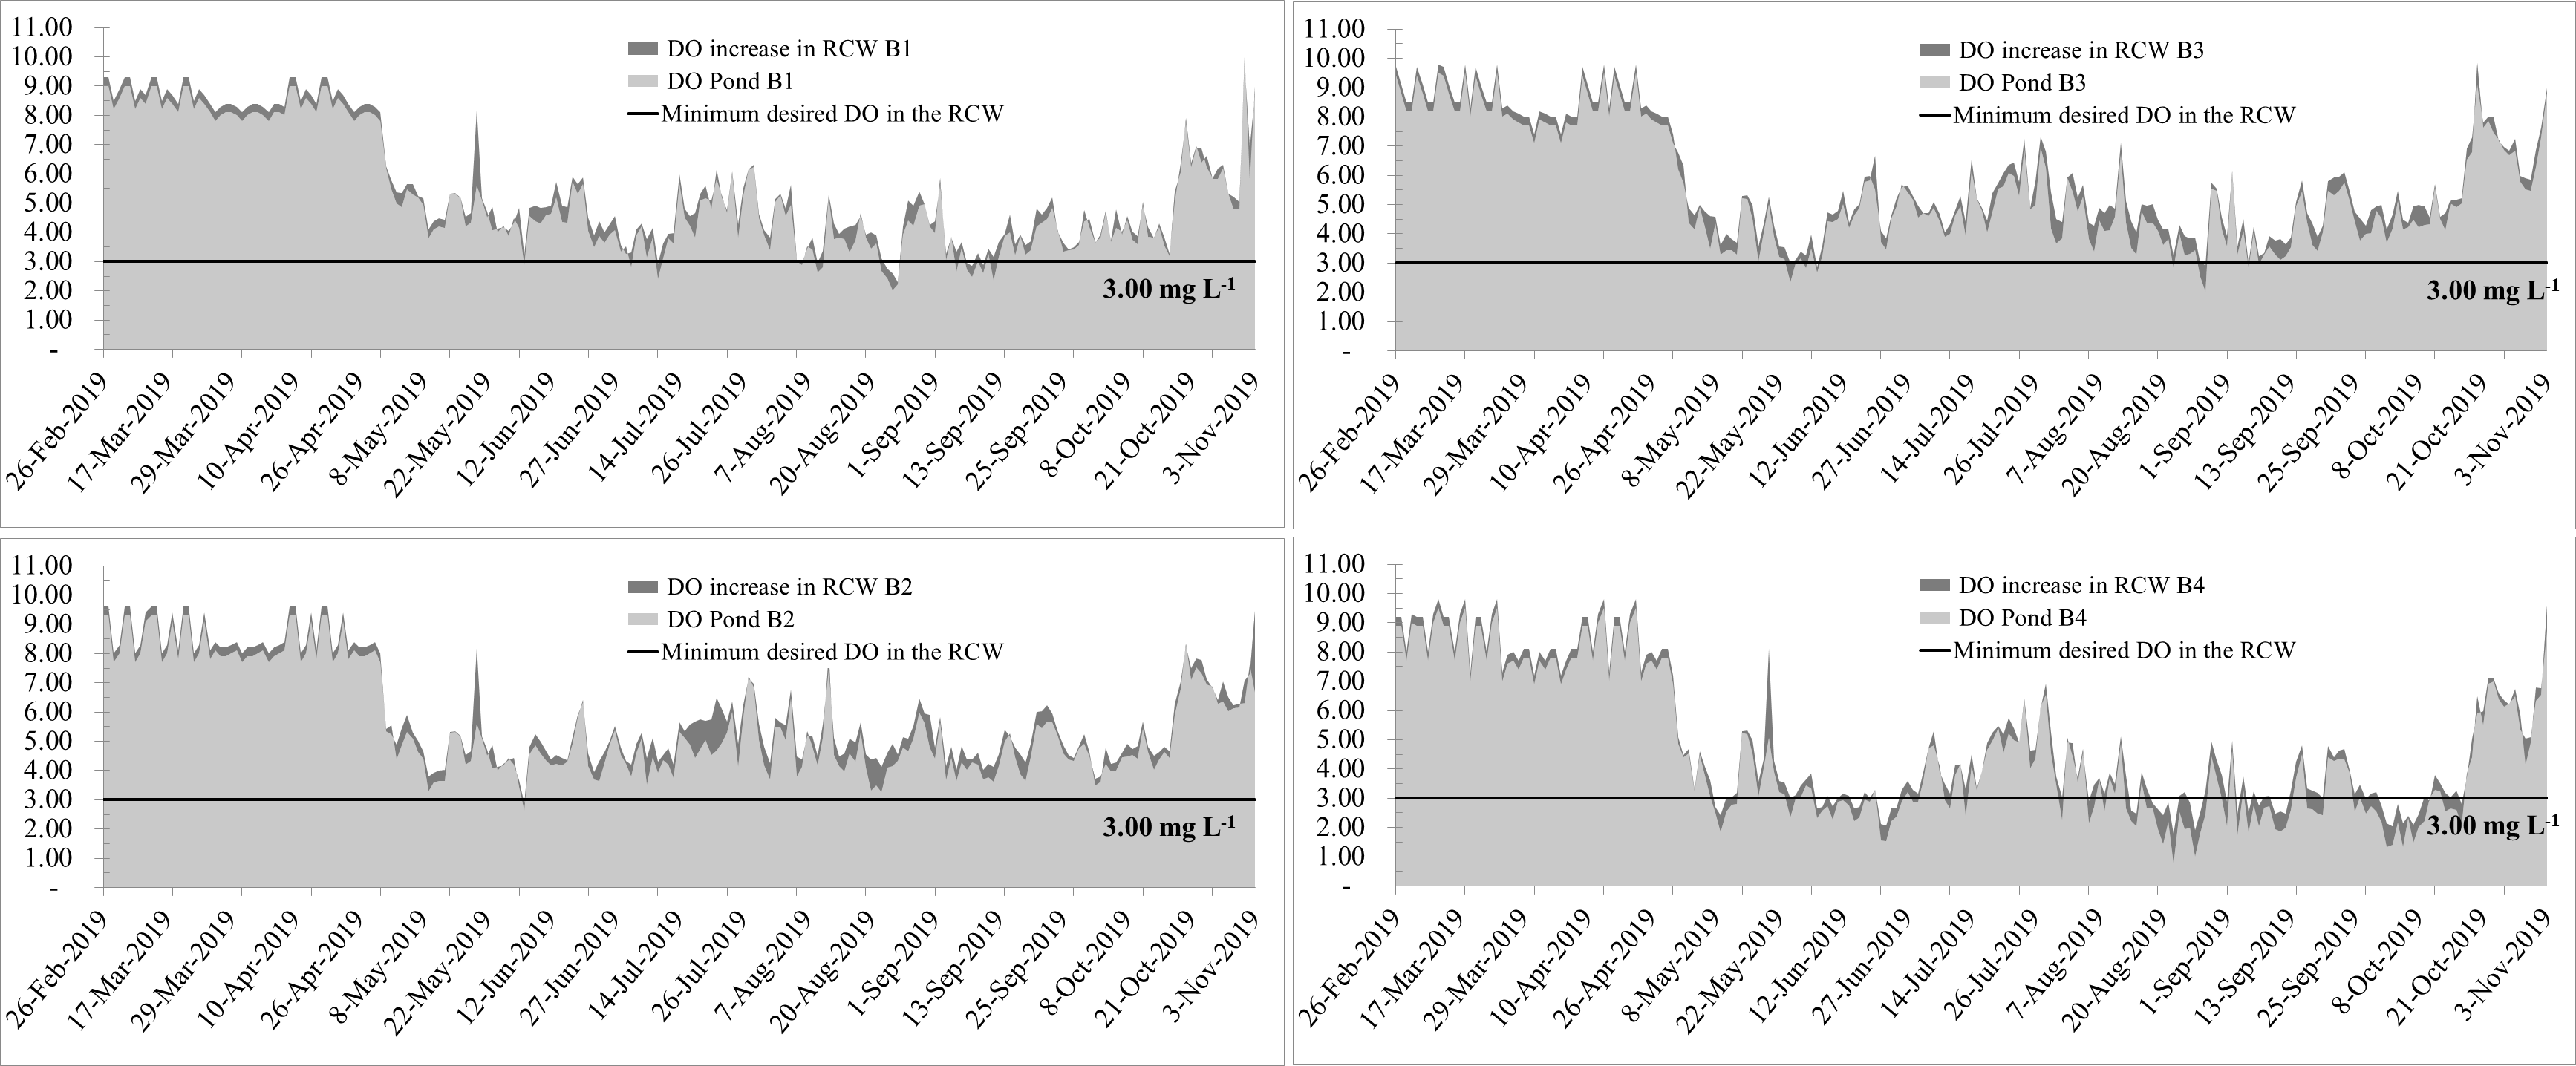 11.00
10.00
9.00
8.00
7.00
6.00
5.00
4.00
3.00
2.00
1.00
-
DO increase in RCW B1
DO Pond B1
Minimum desired DO in the RCW
3.00 mg L-1
26-Feb-2019
17-Mar-2019
29-Mar-2019
10-Apr-2019
26-Apr-2019
8-May-2019
22-May-2019
12-Jun-2019
27-Jun-2019
14-Jul-2019
26-Jul-2019
7-Aug-2019
20-Aug-2019
1-Sep-2019
13-Sep-2019
25-Sep-2019
8-Oct-2019
21-Oct-2019
3-Nov-2019
11.00
10.00
9.00
8.00
7.00
6.00
5.00
4.00
3.00
2.00
1.00
-
DO increase in RCW B3
DO Pond B3
Minimum desired DO in the RCW
3.00 mg L-1
26-Feb-2019
17-Mar-2019
29-Mar-2019
10-Apr-2019
26-Apr-2019
8-May-2019
22-May-2019
12-Jun-2019
27-Jun-2019
14-Jul-2019
26-Jul-2019
7-Aug-2019
20-Aug-2019
1-Sep-2019
13-Sep-2019
25-Sep-2019
8-Oct-2019
21-Oct-2019
3-Nov-2019
11.00
10.00
9.00
8.00
7.00
6.00
5.00
4.00
3.00
2.00
1.00
-
DO increase in RCW B2
DO Pond B2
Minimum desired DO in the RCW
3.00 mg L-1
26-Feb-2019
17-Mar-2019
29-Mar-2019
10-Apr-2019
26-Apr-2019
8-May-2019
22-May-2019
12-Jun-2019
27-Jun-2019
14-Jul-2019
26-Jul-2019
7-Aug-2019
20-Aug-2019
1-Sep-2019
13-Sep-2019
25-Sep-2019
8-Oct-2019
21-Oct-2019
3-Nov-2019
11.00
10.00
9.00
8.00
7.00
6.00
5.00
4.00
3.00
2.00
1.00
-
DO increase in RCW B4
DO Pond B4
Minimum desired DO in the RCW
3.00 mg L-1
26-Feb-2019
17-Mar-2019
29-Mar-2019
10-Apr-2019
26-Apr-2019
8-May-2019
22-May-2019
12-Jun-2019
27-Jun-2019
14-Jul-2019
26-Jul-2019
7-Aug-2019
20-Aug-2019
1-Sep-2019
13-Sep-2019
25-Sep-2019
8-Oct-2019
21-Oct-2019
3-Nov-2019